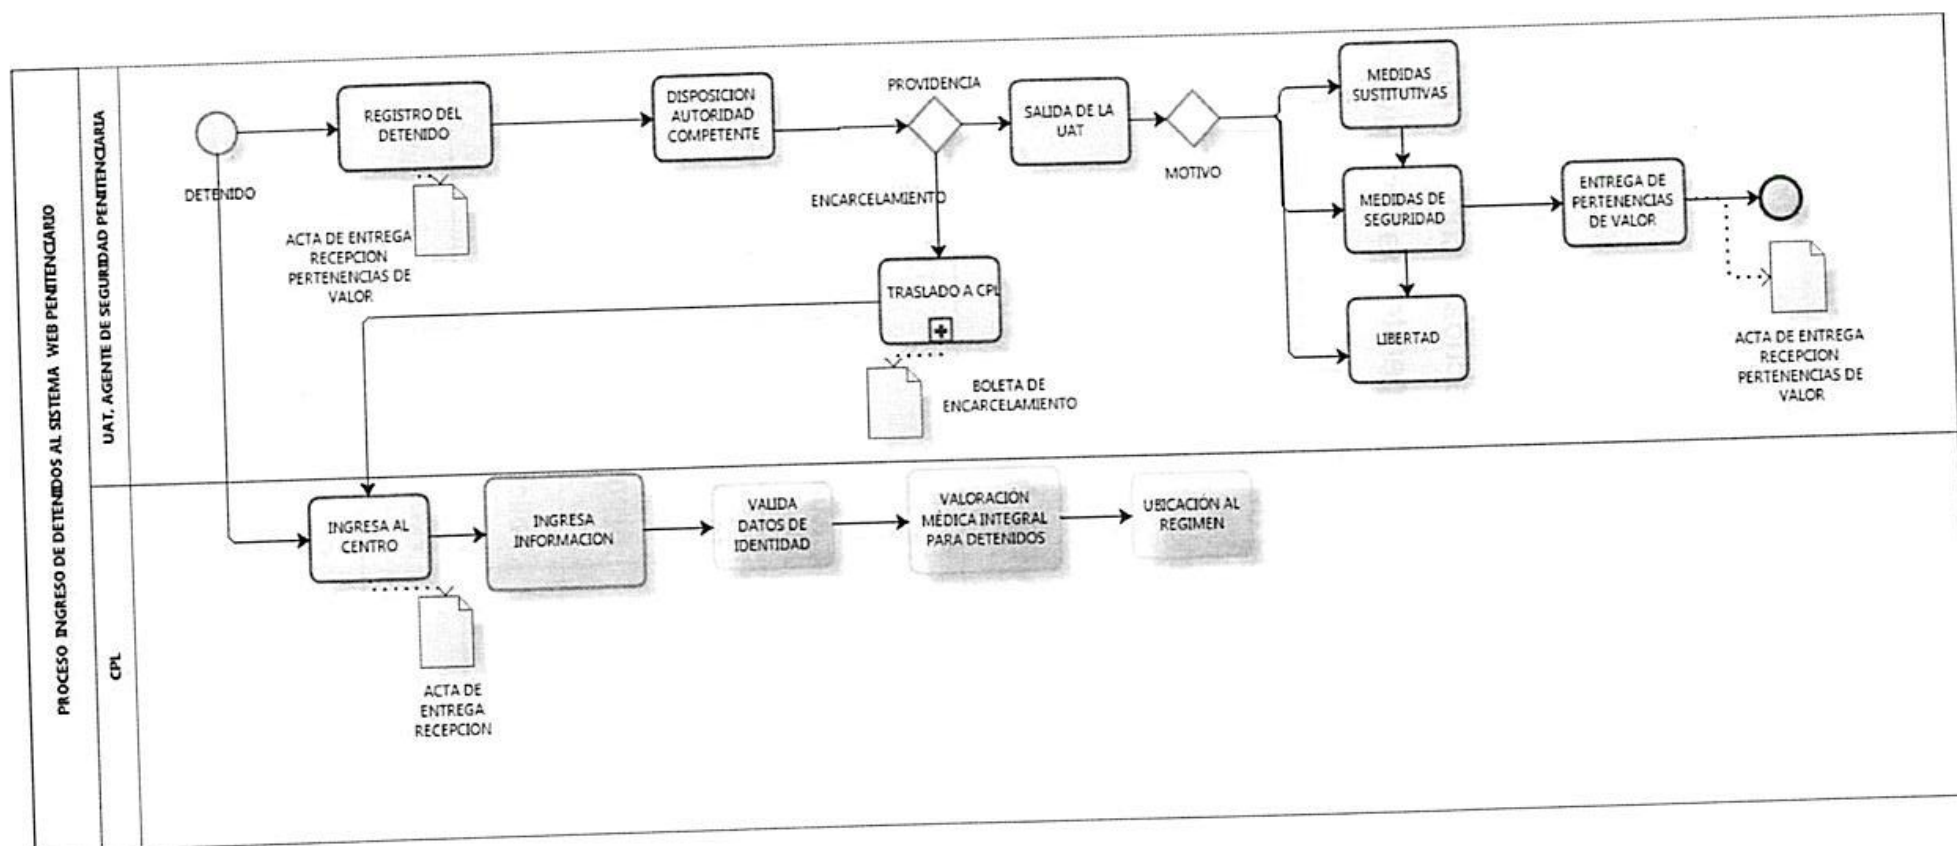 PROCESO INGRESO DE DETENIDOS AL SISTEMA WEB PENITENCIARIO
UAT, AGENTE DE SEGURIDAD PENITENCIARIA
DETENIDO
REGISTRO DEL
DETENIDO
ACTA DE ENTREGA
RECEPCION
PERTENENCIAS DE
VALOR
DISPOSICION
AUTORIDAD
COMPETENTE
PROVIDENCIA
ENCARCELAMIENTO
TRASLADO A CPL
BOLETA DE
ENCARCELAMIENTO
SALIDA DE LA
UAT
MOTIVO
MEDIDAS
SUSTITUTIVAS
MEDIDAS DE
SEGURIDAD
LIBERTAD
ENTREGA DE
PERTENENCIAS
DE VALOR
ACTA DE ENTREGA
RECEPCION
PERTENENCIAS DE
VALOR
CPL
INGRESA AL
CENTRO
ACTA DE
ENTREGA
RECEPCION
INGRESA
INFORMACION
VALIDA
DATOS DE
IDENTIDAD
VALORACIÓN
MÉDICA INTEGRAL
PARA DETENIDOS
UBICACIÓN AL
REGIMEN